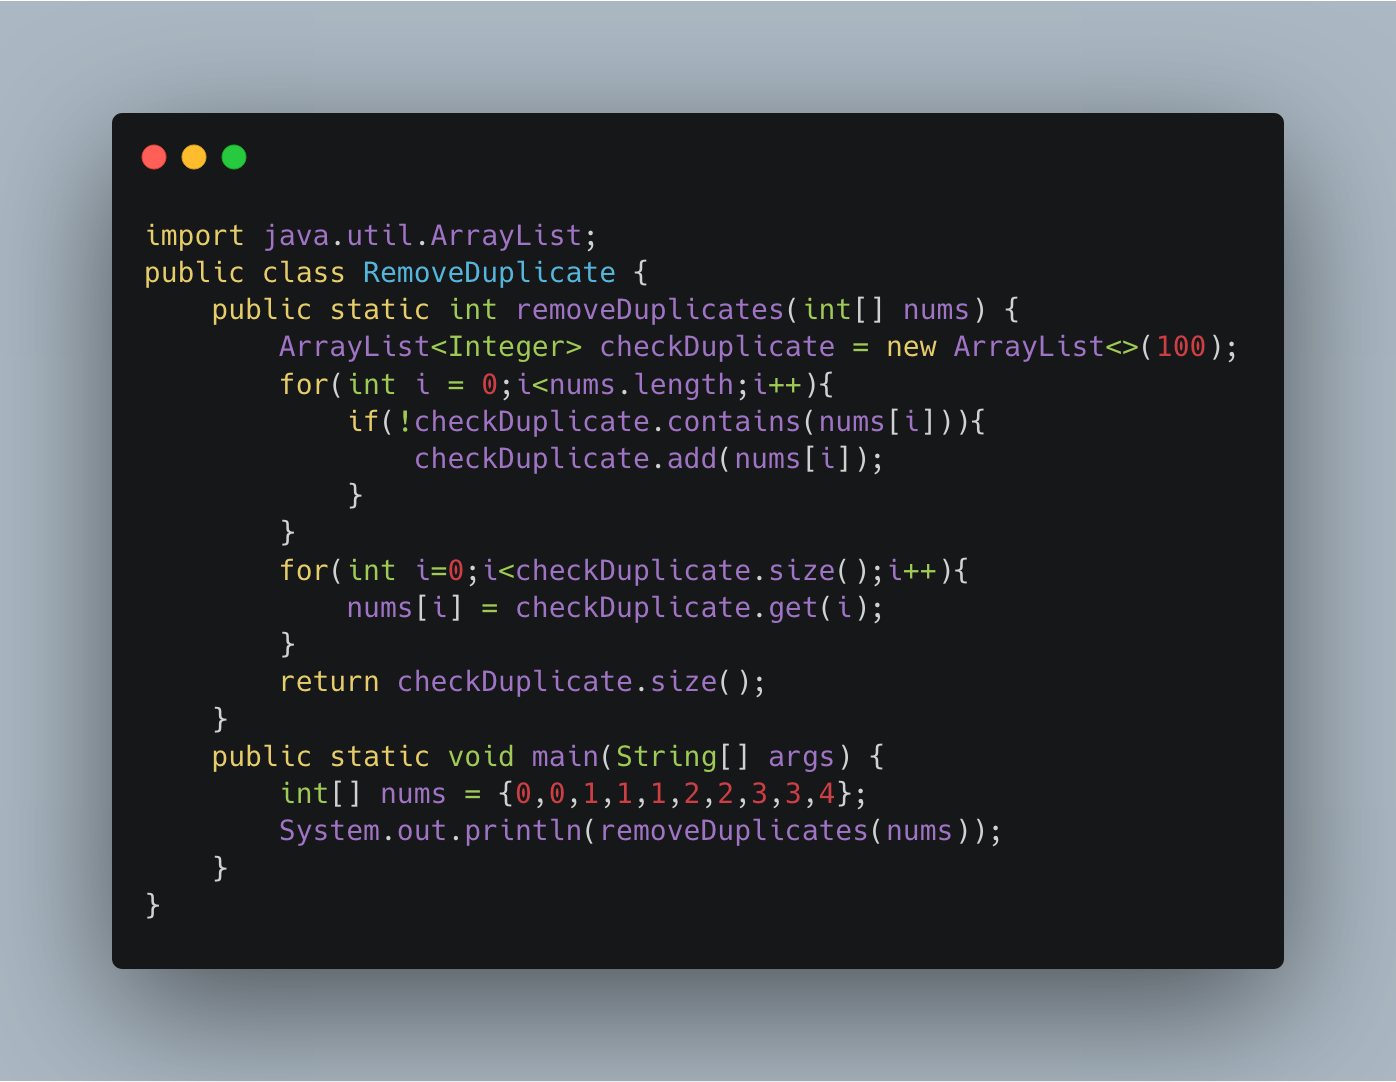 import java.util.ArrayList;
public class RemoveDuplicate {
    public static int removeDuplicates(int[] nums) {
        ArrayList<Integer> checkDuplicate = new ArrayList<>(100);
        for(int i = 0;i<nums.length;i++){
            if(!checkDuplicate.contains(nums[i])){
                checkDuplicate.add(nums[i]);
            }
        }
        for(int i=0;i<checkDuplicate.size();i++){
            nums[i] = checkDuplicate.get(i);
        }
        return checkDuplicate.size();
    }
    public static void main(String[] args) {
        int[] nums = {0,0,1,1,1,2,2,3,3,4};
        System.out.println(removeDuplicates(nums));
    }
}